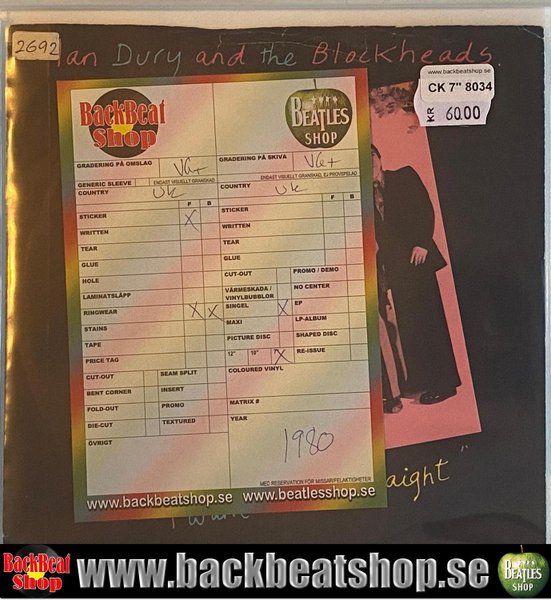 2692
Ian Dury and the Blockheads.
www.backbeatshop.se
CK 7" 8034
KR 60.00
BackBeat
Shop
BEATLES
SHOP
GRADERING PÅ OMSLAG VG+
GRADERING PÅ SKIVA VG+
GENERIC SLEEVE
ENDAST VISUELLT GRANSKAD
ENDAST VISUELLT GRANSKAD, EJ PROVSPELAD
COUNTRY UK
COUNTRY UK
F B
F B
STICKER X
WRITTEN
TEAR
GLUE
HOLE
LAMINATSLÄPP
RINGWEAR X X
STAINS
TAPE
PRICE TAG
CUT-OUT SEAM SPLIT
BENT CORNER INSERT
FOLD-OUT PROMO
DIE-CUT TEXTURED
ÖVRIGT
STICKER
WRITTEN
TEAR
GLUE
CUT-OUT PROMO / DEMO
VÄRMESKADA /
VINYLBUBBLOR
NO CENTER
SINGEL X EP
MAXI LP-ALBUM
PICTURE DISC SHAPED DISC
12" 10" X RE-ISSUE
COLOURED VINYL
MATRIX #
YEAR
1980
MED RESERVATION FÖR MISSAR/FELAKTIGHETER
www.backbeatshop.se www.beatlesshop.se
aight"
BackBeat
Shop
www.backbeatshop.se
BEATLES
SHOP